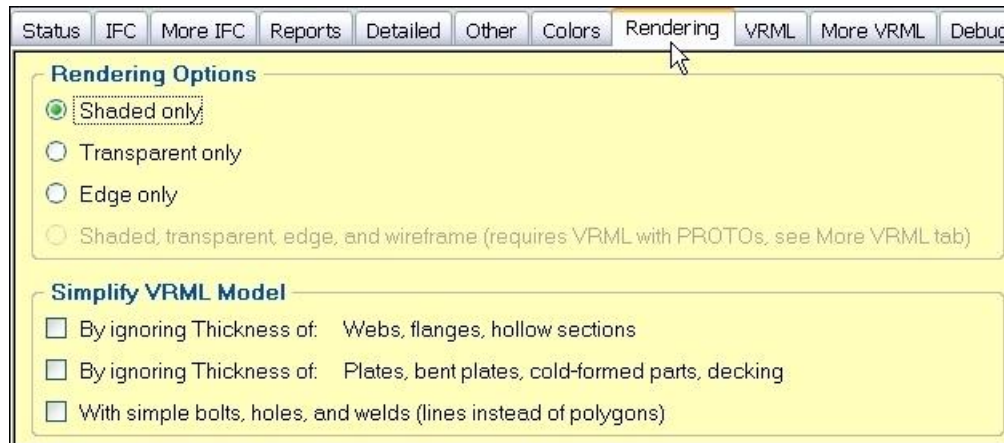 Status IFC More IFC Reports Detailed Other Colors Rendering VRML More VRML Debug
Rendering Options
Shaded only
Transparent only
Edge only
Shaded, transparent, edge, and wireframe (requires VRML with PROTOs, see More VRML tab)
Simplify VRML Model
By ignoring Thickness of: Webs, flanges, hollow sections
By ignoring Thickness of: Plates, bent plates, cold-formed parts, decking
With simple bolts, holes, and welds (lines instead of polygons)